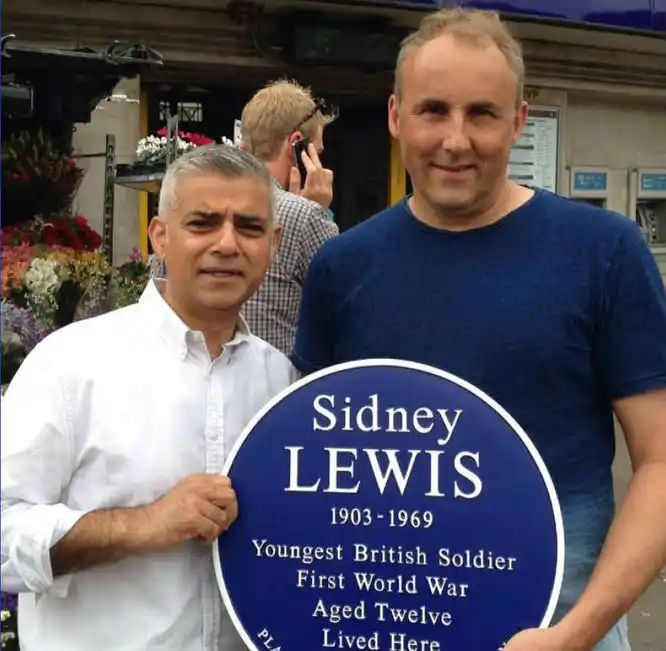 Sidney
LEWIS
1903-1969
Youngest British Soldier
First World War
Aged Twelve
Lived Here